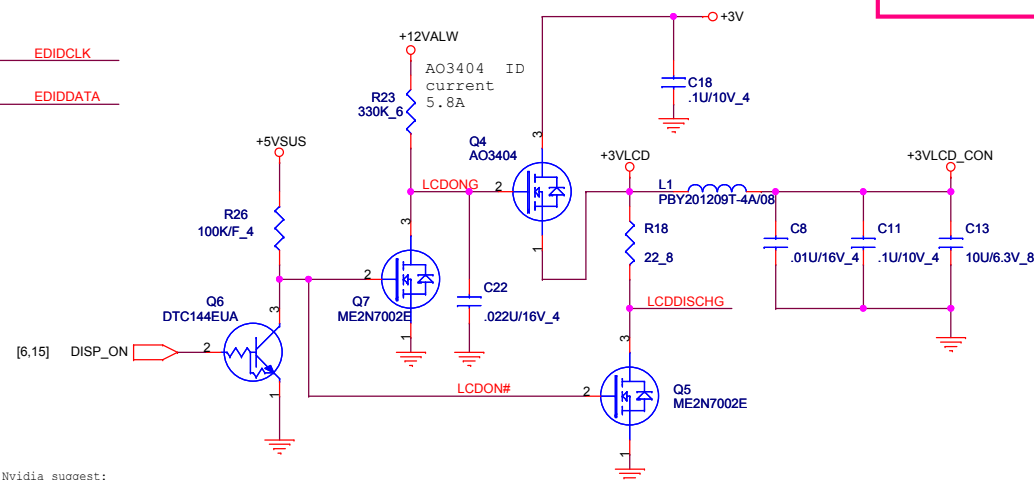 +3V
EDIDCLK
+12VALW
AO3404 ID
current
5.8A
C18
.1U/10V_4
EDIDDATA
R23
330K_6
+5VSUS
Q4
AO3404
3
+3VLCD
+3VLCD_CON
LCDONG
2
L1
PBY201209T-4A/08
R26
100K/F_4
3
R18
22_8
C8
.01U/16V_4
C11
.1U/10V_4
C13
10U/6.3V_8
1
2
Q7
ME2N7002E
C22
.022U/16V_4
Q6
DTC144EUA
3
LCDDISCHG
1
3
[6,15]
DISP_ON
2
LCDON#
2
Q5
ME2N7002E
1
1
Nvidia suggest: